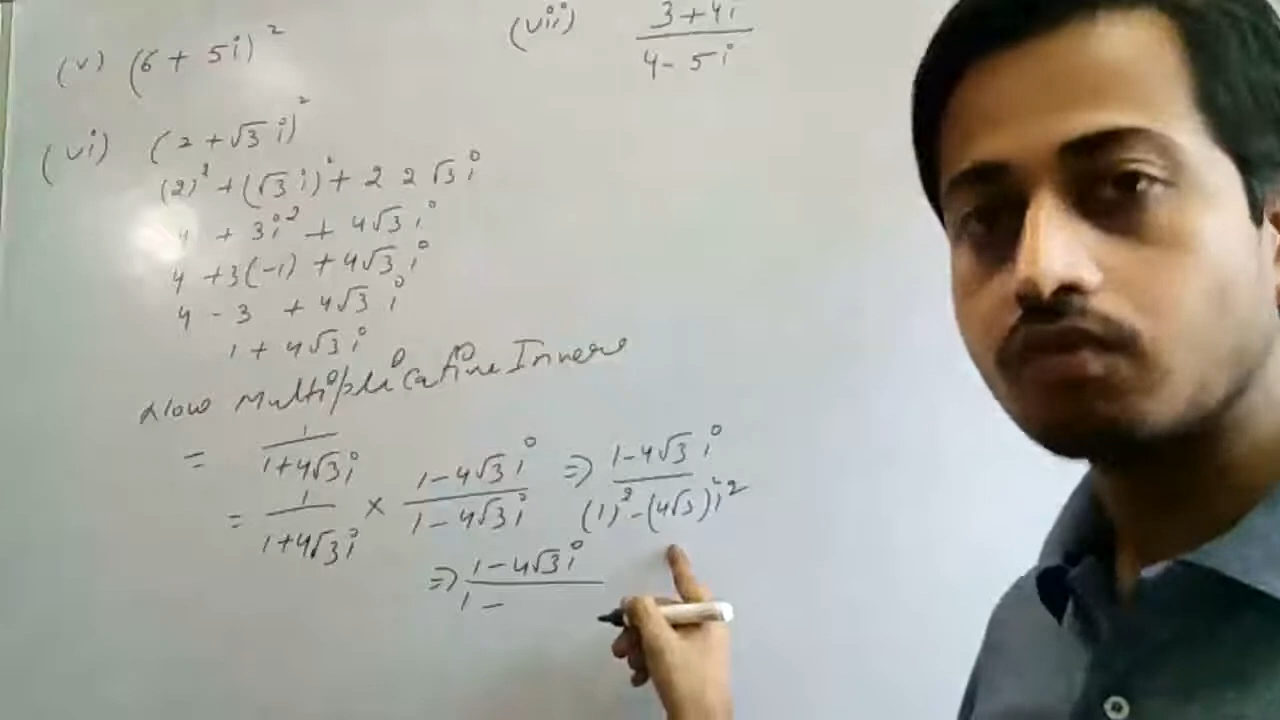 (v) (6 + 5i)²
(vii) 3+4i / 4-5i
(vi) (2 + √3 i)²
(2)² + (√3 i)² + 2 2 √3 i
4 + 3i² + 4√3 i
4 + 3(-1) + 4√3 i
4 - 3 + 4√3 i
1 + 4√3 i
Now Multiplicative Inverse
= 1 / 1+4√3 i
= 1 / 1+4√3 i × 1-4√3 i / 1-4√3 i ⇒ 1-4√3 i / (1)² - (4√3)² i²
⇒ 1-4√3 i / 1 -